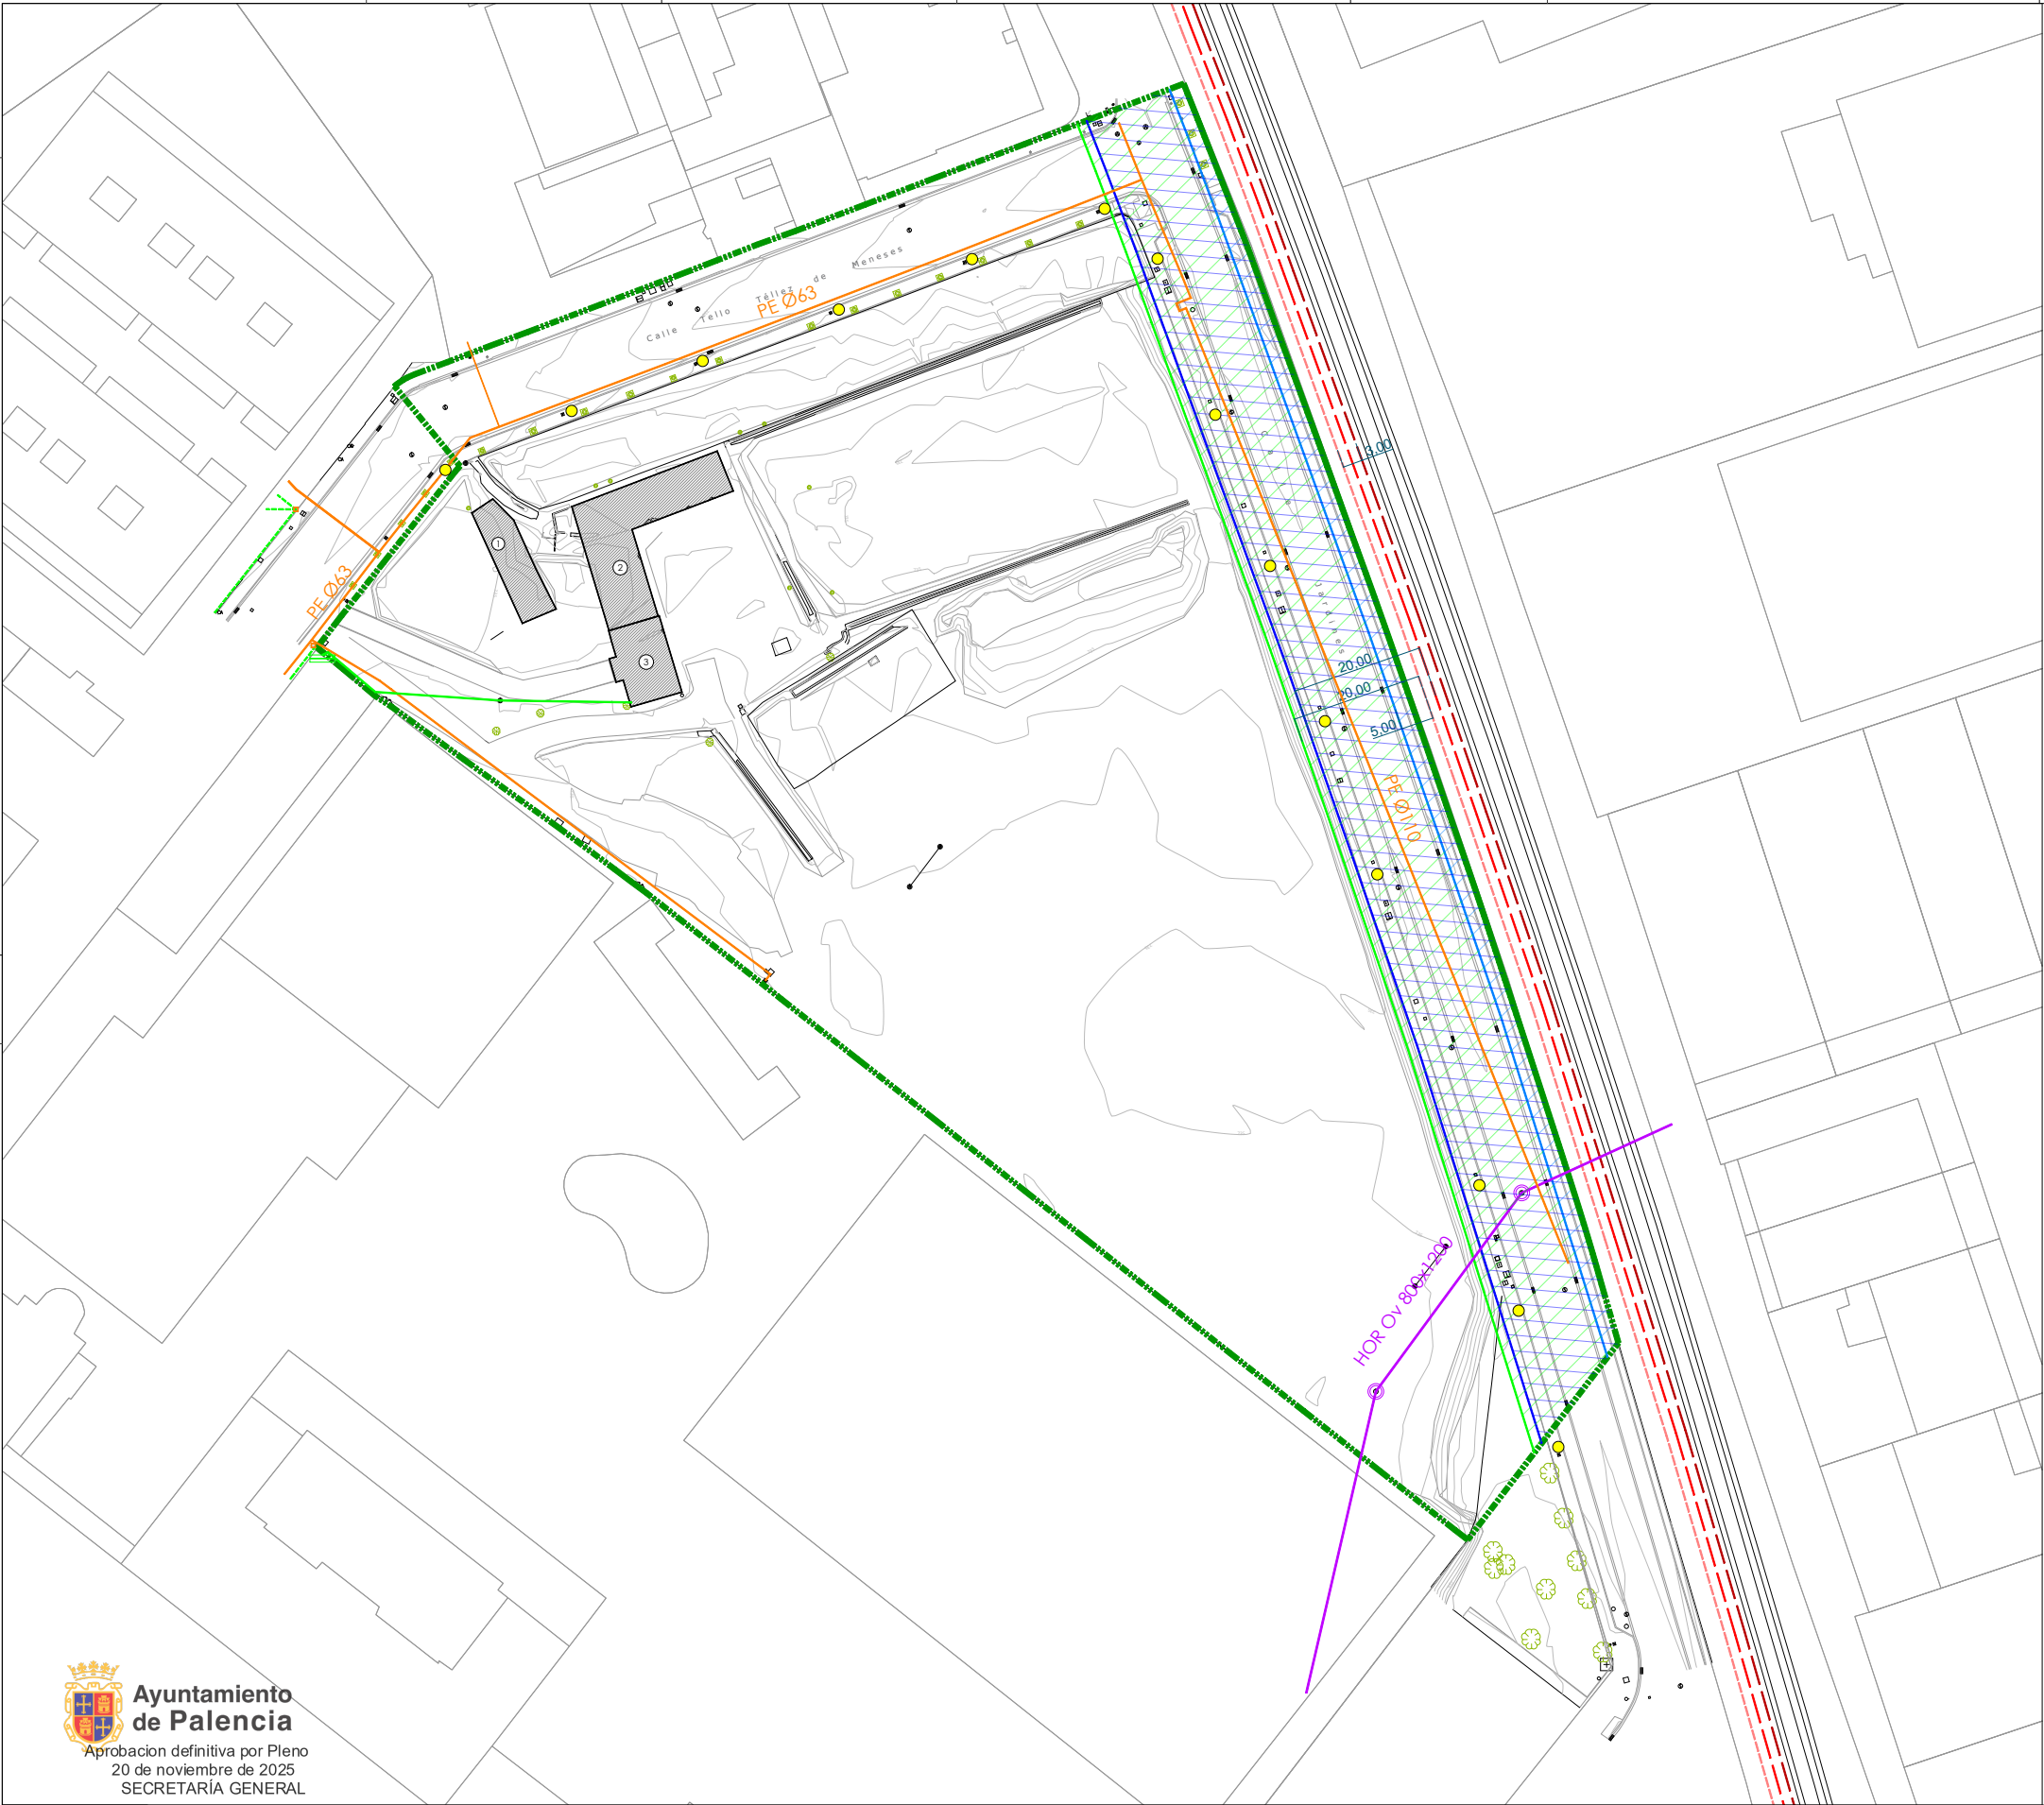 Calle Tello Téllez de Meneses
PE Ø63
3.00
Calle Jardines
1
2
PE Ø63
3
20.00
20.00
5.00
PE Ø110
HOR Ov 800x1200
Ayuntamiento
de Palencia
Aprobacion definitiva por Pleno
20 de noviembre de 2025
SECRETARÍA GENERAL